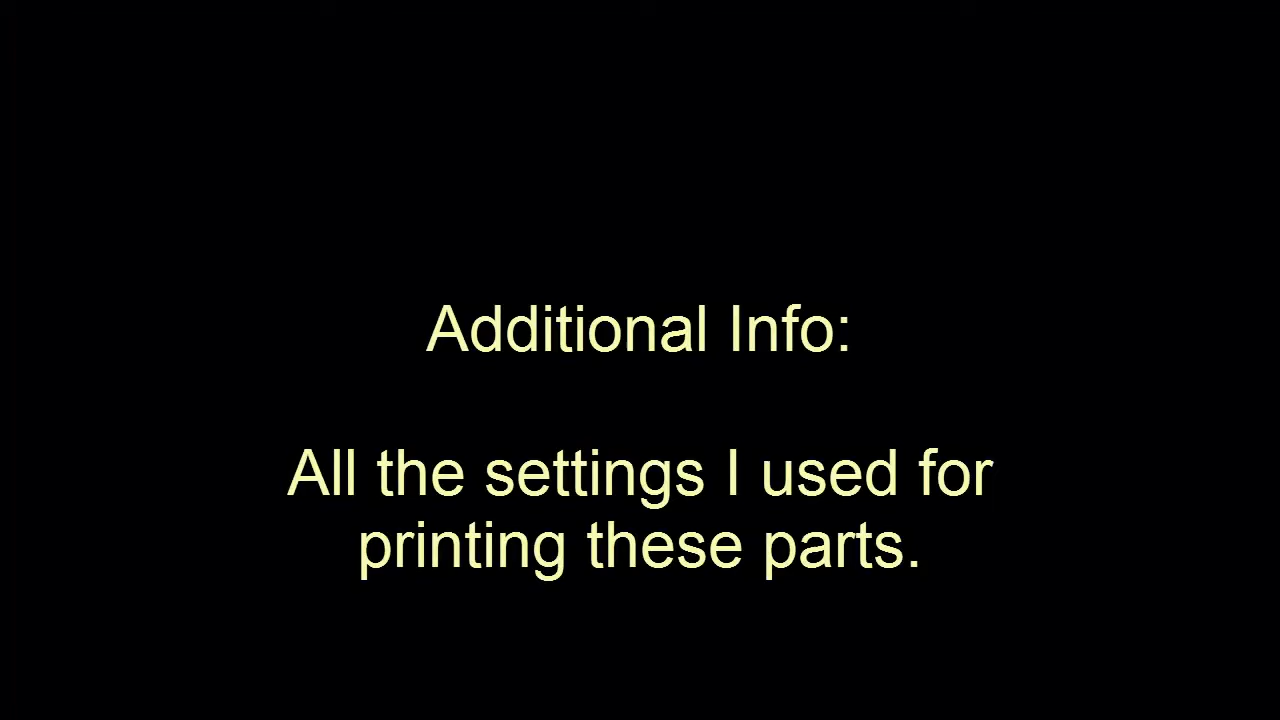 Additional Info:
All the settings I used for
printing these parts.